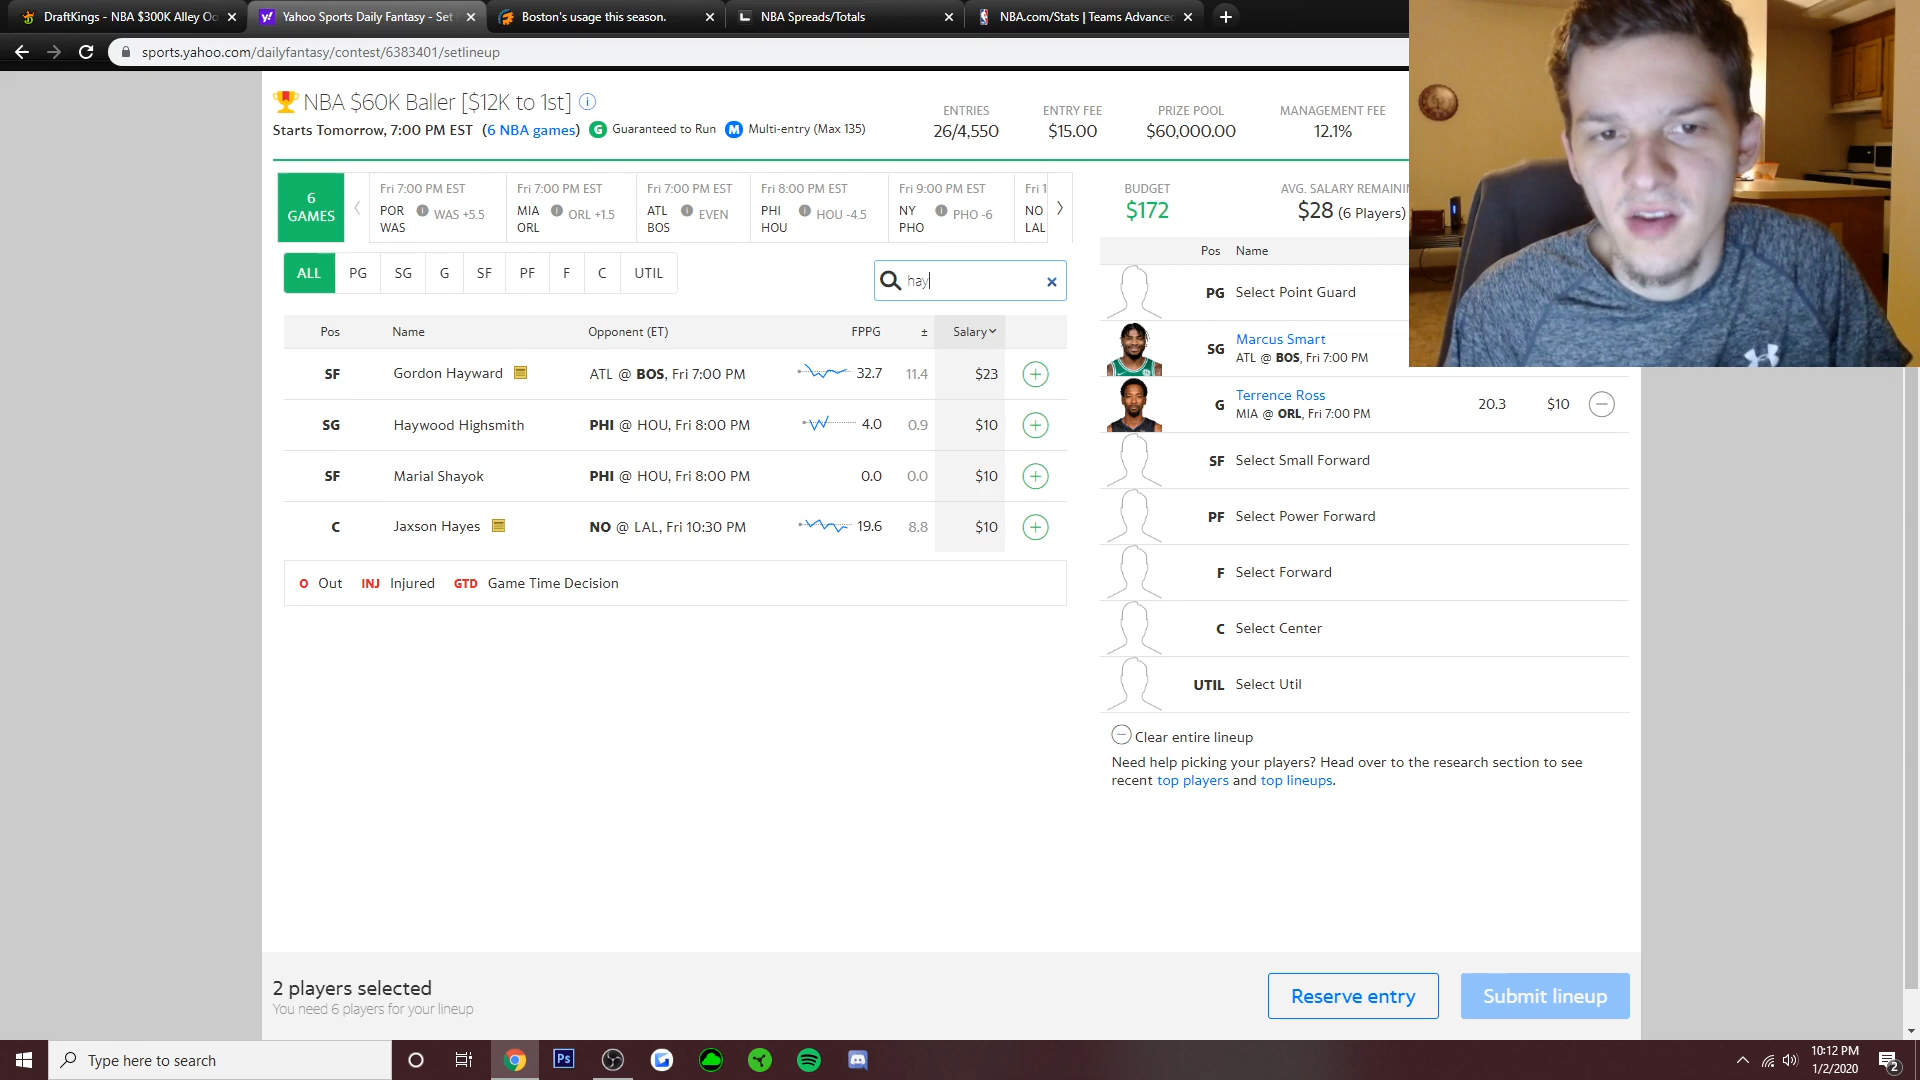 DraftKings - NBA $300K Alley Oo
Yahoo Sports Daily Fantasy - Set
Boston's usage this season.
NBA Spreads/Totals
NBA.com/Stats | Teams Advanced
sports.yahoo.com/dailyfantasy/contest/6383401/setlineup
NBA $60K Baller [$12K to 1st]
Starts Tomorrow, 7:00 PM EST (6 NBA games) G Guaranteed to Run M Multi-entry (Max 135)
ENTRIES ENTRY FEE PRIZE POOL MANAGEMENT FEE
26/4,550 $15.00 $60,000.00 12.1%
6 GAMES
Fri 7:00 PM EST
POR
WAS
WAS +5.5
Fri 7:00 PM EST
MIA
ORL
ORL +1.5
Fri 7:00 PM EST
ATL
BOS
EVEN
Fri 8:00 PM EST
PHI
HOU
HOU -4.5
Fri 9:00 PM EST
NY
PHO
PHO -6
Fri 1
NO
LAL
BUDGET
$172
AVG. SALARY REMAINI
$28 (6 Players)
ALL PG SG G SF PF F C UTIL
hay
Pos Name Opponent (ET) FPPG ± Salary
SF Gordon Hayward ATL @ BOS, Fri 7:00 PM 32.7 11.4 $23
SG Haywood Highsmith PHI @ HOU, Fri 8:00 PM 4.0 0.9 $10
SF Marial Shayok PHI @ HOU, Fri 8:00 PM 0.0 0.0 $10
C Jaxson Hayes NO @ LAL, Fri 10:30 PM 19.6 8.8 $10
O Out INJ Injured GTD Game Time Decision
Pos Name
PG Select Point Guard
SG Marcus Smart
ATL @ BOS, Fri 7:00 PM
G Terrence Ross 20.3 $10
MIA @ ORL, Fri 7:00 PM
SF Select Small Forward
PF Select Power Forward
F Select Forward
C Select Center
UTIL Select Util
Clear entire lineup
Need help picking your players? Head over to the research section to see
recent top players and top lineups.
2 players selected
You need 6 players for your lineup
Reserve entry
Submit lineup
Type here to search
Ps
10:12 PM
1/2/2020
2